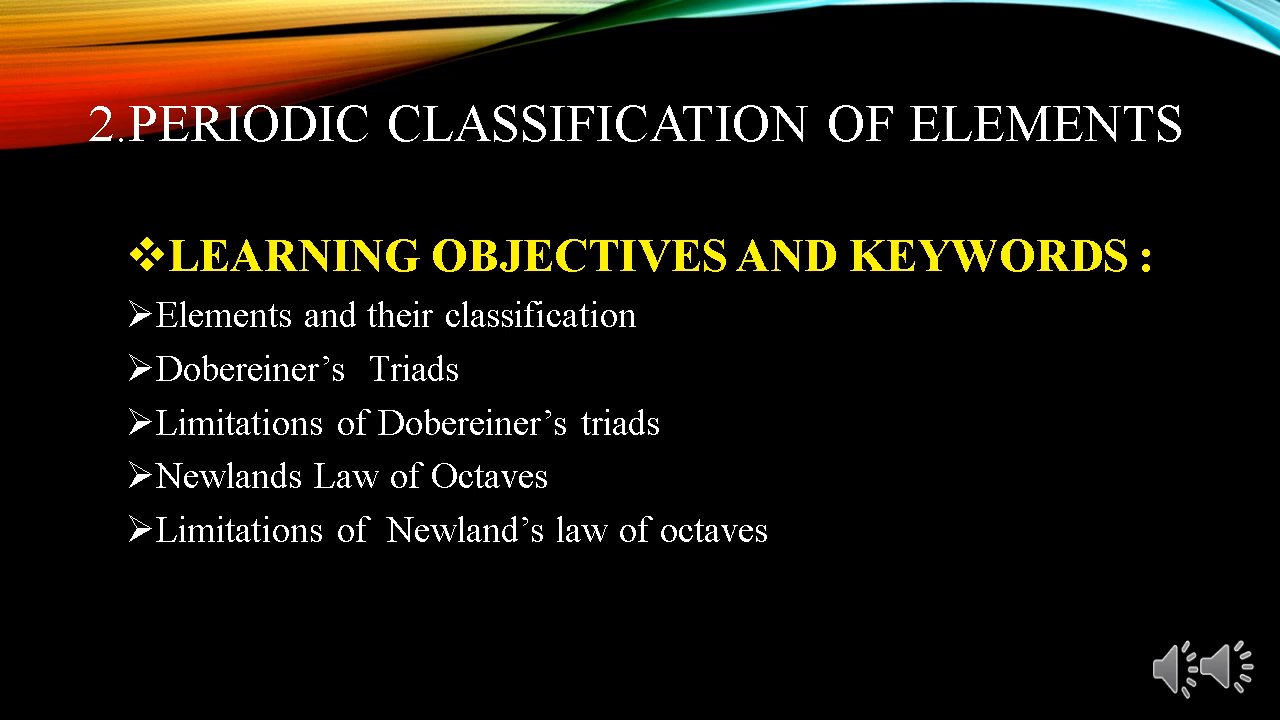 2.PERIODIC CLASSIFICATION OF ELEMENTS
❖LEARNING OBJECTIVES AND KEYWORDS :
➢Elements and their classification
➢Dobereiner’s Triads
➢Limitations of Dobereiner’s triads
➢Newlands Law of Octaves
➢Limitations of Newland’s law of octaves